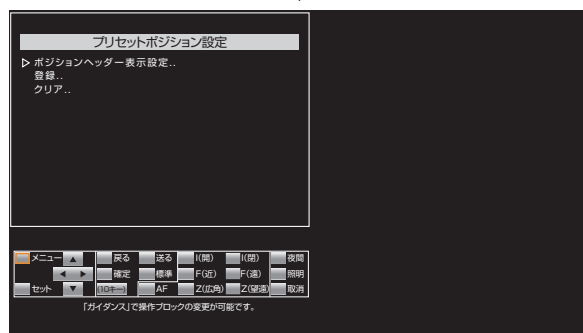 プリセットポジション設定
▷ ポジションヘッダー表示設定..
登録..
クリア..
メニュー ▲ 戻る 送る I(開) I(閉) 夜間
◀ ▶ 確定 標準 F(近) F(遠) 照明
セット ▼ (10キー) AF Z(広角) Z(望遠) 取消
「ガイダンス」で操作ブロックの変更が可能です。